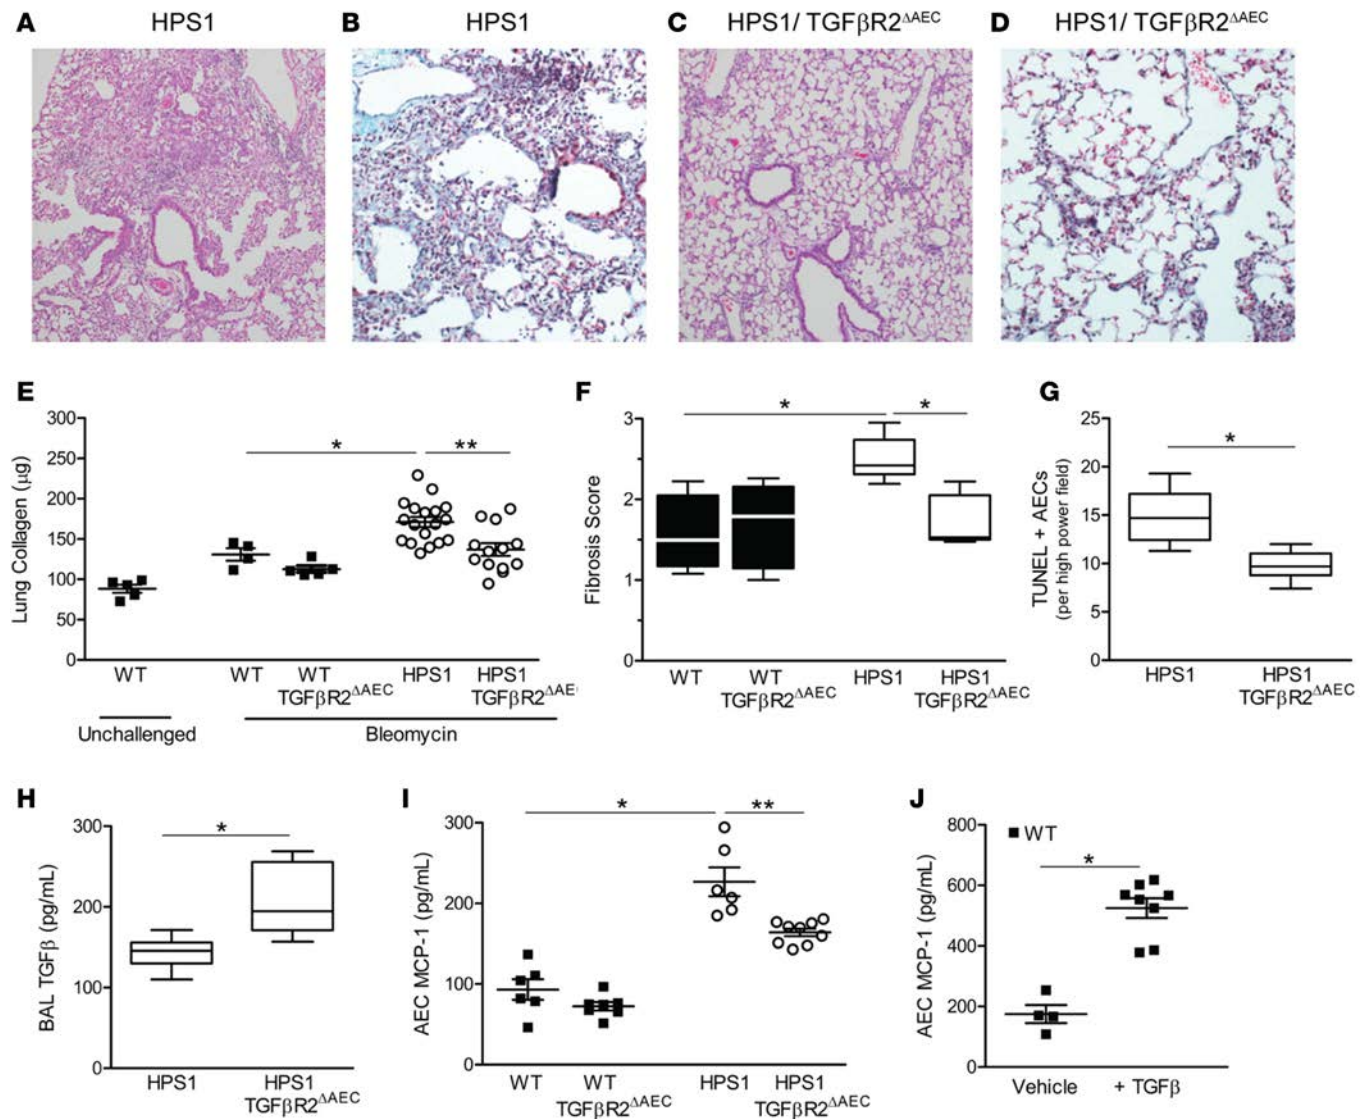 A HPS1 B HPS1 C HPS1/ TGFβR2ΔAEC D HPS1/ TGFβR2ΔAEC
E
Lung Collagen (μg)
300
250
200
150
100
50
0
* **
WT WT WT HPS1 HPS1
TGFβR2ΔAEC TGFβR2ΔAE
Unchallenged Bleomycin
F
Fibrosis Score
3
2
1
0
* *
WT WT HPS1 HPS1
TGFβR2ΔAEC TGFβR2ΔAEC
G
TUNEL + AECs
(per high power field)
25
20
15
10
5
0
*
HPS1 HPS1
TGFβR2ΔAEC
H
BAL TGFβ (pg/mL)
300
200
100
0
*
HPS1 HPS1
TGFβR2ΔAEC
I
AEC MCP-1 (pg/mL)
300
200
100
0
* **
WT WT HPS1 HPS1
TGFβR2ΔAEC TGFβR2ΔAEC
J
AEC MCP-1 (pg/mL)
800
600
400
200
0
WT
*
Vehicle + TGFβ